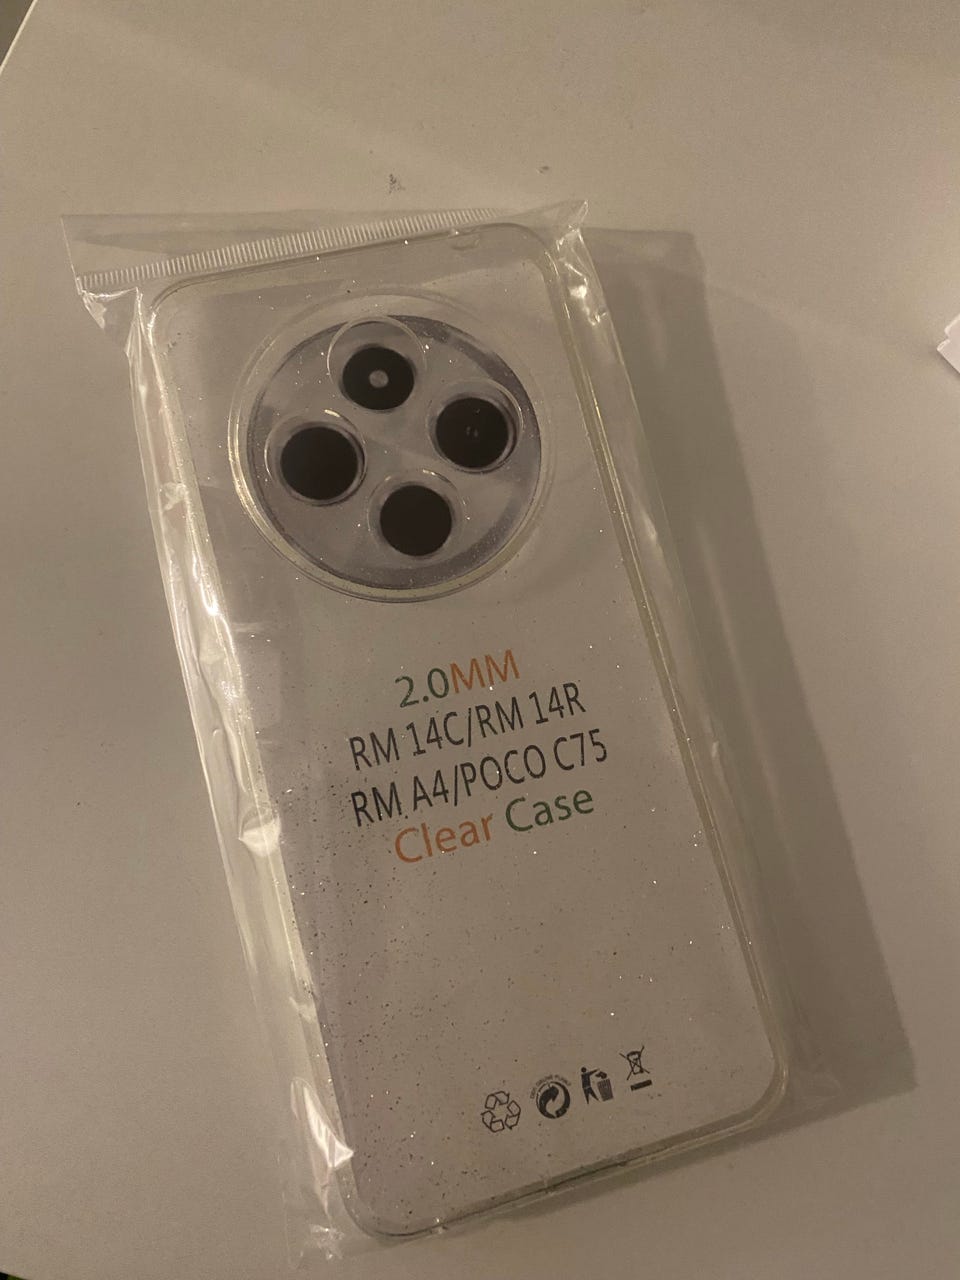 2.0MM
RM 14C/RM 14R
RM A4/POCO C75
Clear Case